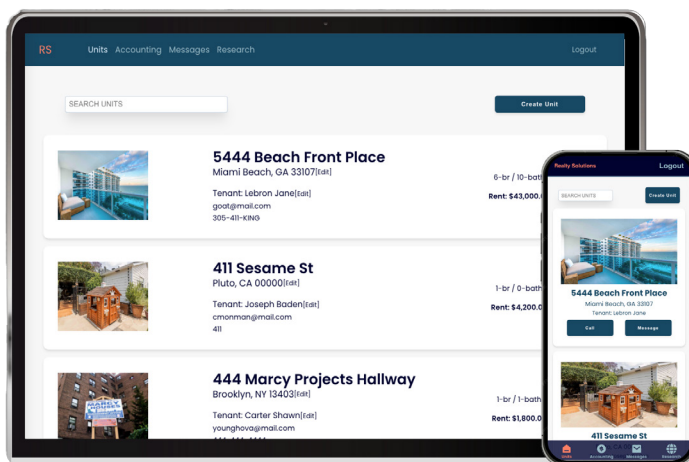 RS Units Accounting Messages Research Logout
SEARCH UNITS Create Unit
5444 Beach Front Place
Miami Beach, GA 33107[Edit]
6-br / 10-bath
Tenant: Lebron Jane[Edit]
Rent: $43,000.
goat@mail.com
305-411-KING
411 Sesame St
Pluto, CA 00000[Edit]
1-br / 0-bath
Tenant: Joseph Baden[Edit]
Rent: $4,200.0
cmonman@mail.com
411
MARCY
HOUSES
444 Marcy Projects Hallway
Brooklyn, NY 13403[Edit]
1-br / 1-bath
Tenant: Carter Shawn[Edit]
Rent: $1,800.0
younghova@mail.com
Realty Solutions Logout
SEARCH UNITS Create Unit
5444 Beach Front Place
Miami Beach, GA 33107
Tenant: Lebron Jane
Call Message
411 Sesame St
Units Accounting Messages Research